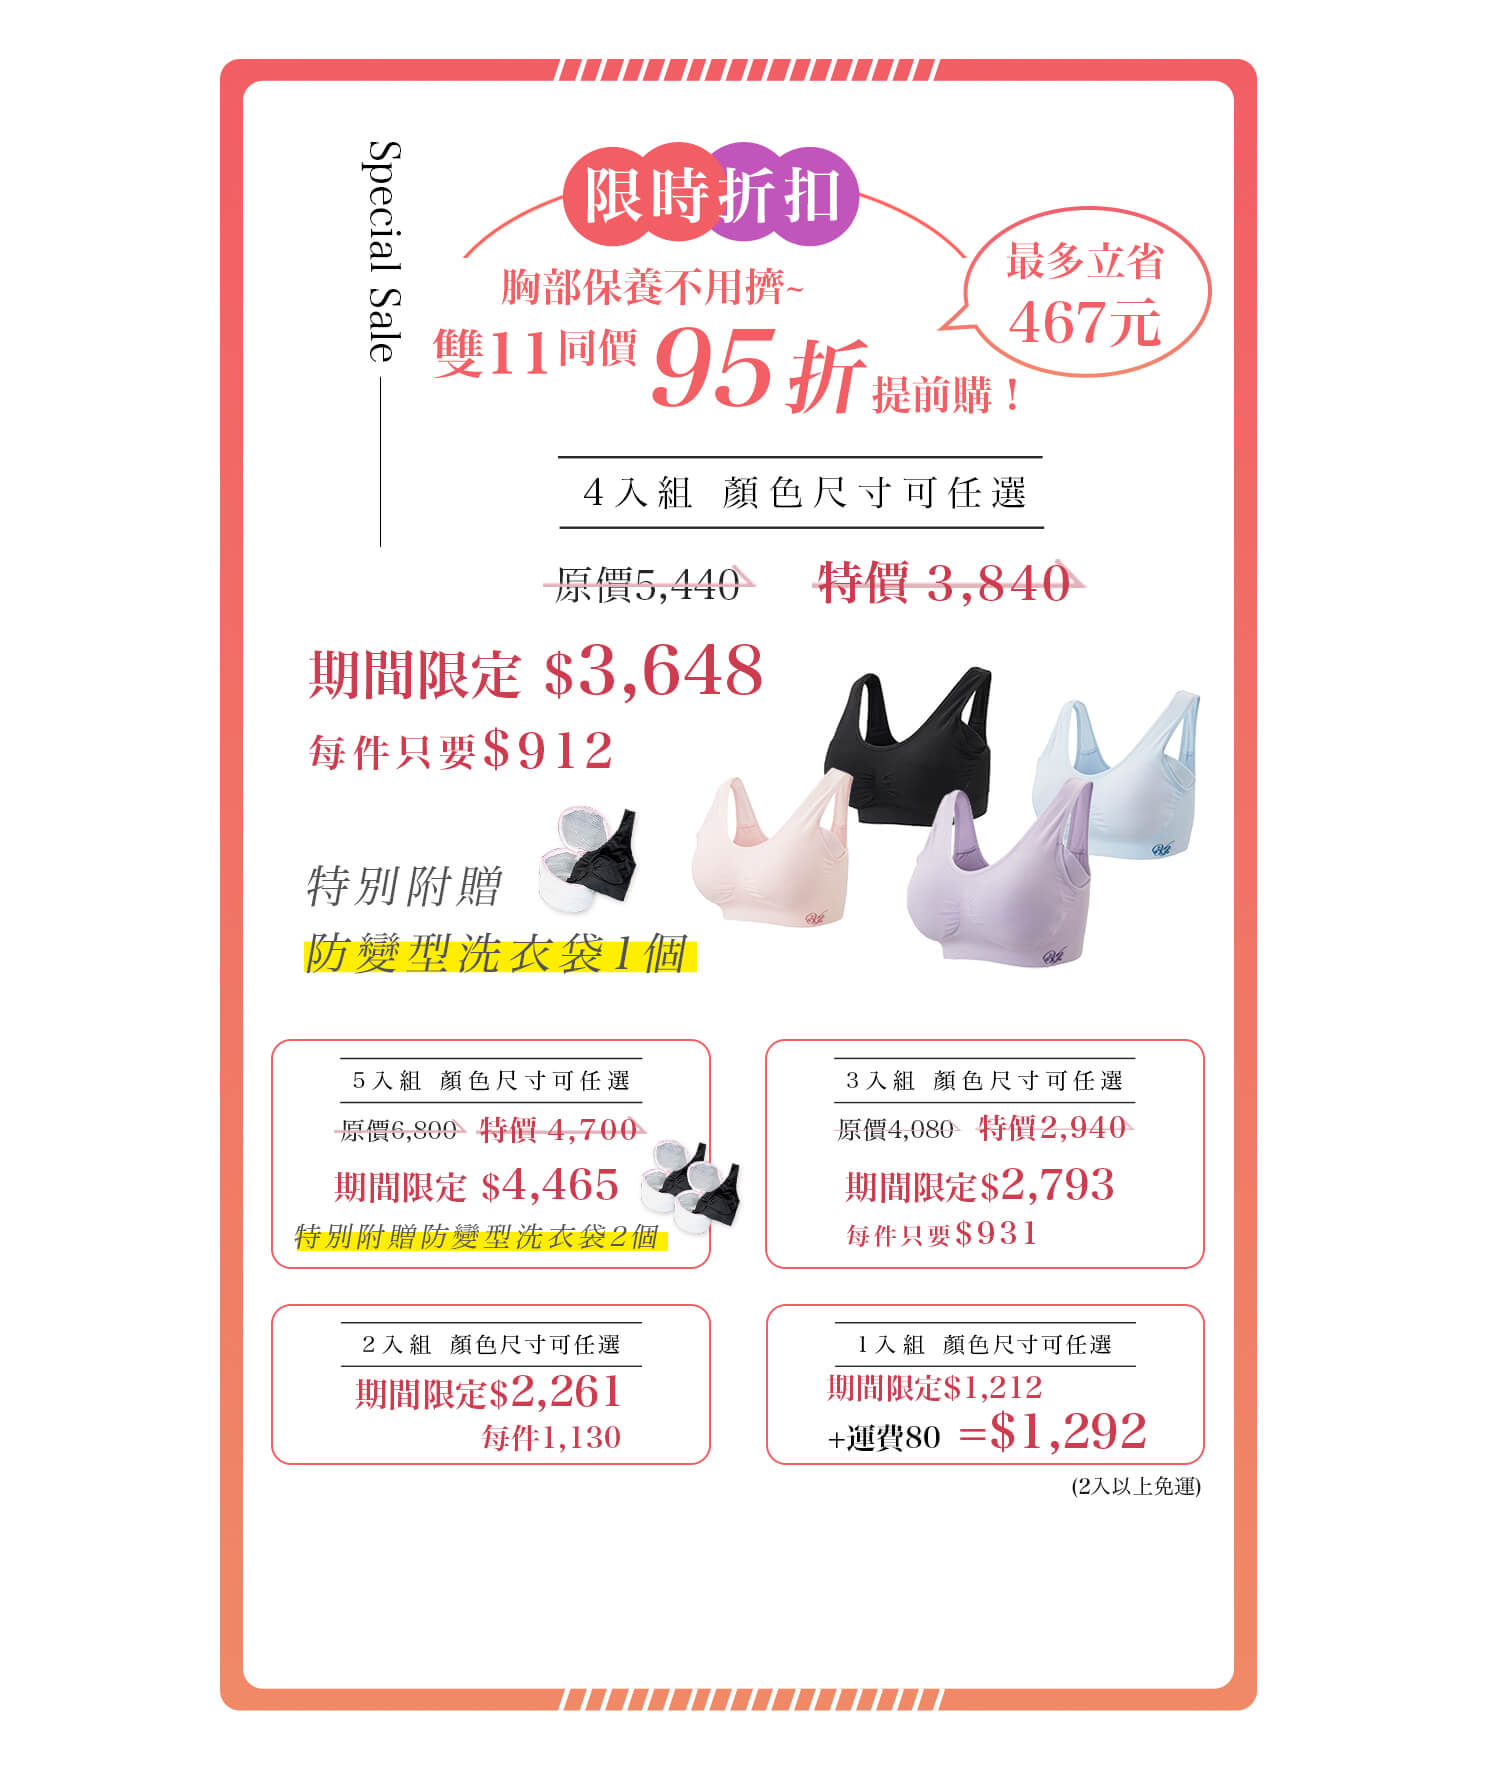 Special Sale
限時折扣
胸部保養不用擠~
雙11同價 95折 提前購！
最多立省
467元
4入組 顏色尺寸可任選
原價5,440 特價 3,840
期間限定 $3,648
每件只要$912
特別附贈
防變型洗衣袋1個
5入組 顏色尺寸可任選
原價6,800 特價 4,700
期間限定 $4,465
特別附贈防變型洗衣袋2個
3入組 顏色尺寸可任選
原價4,080 特價2,940
期間限定$2,793
每件只要$931
2入組 顏色尺寸可任選
期間限定$2,261
每件1,130
1入組 顏色尺寸可任選
期間限定$1,212
+運費80 =$1,292
(2入以上免運)